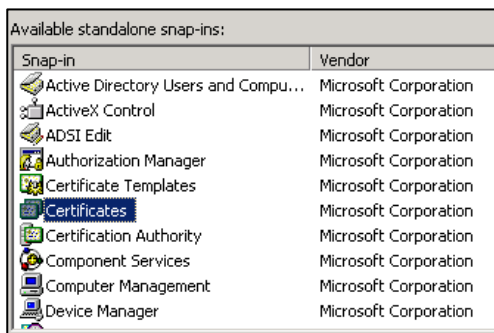 Available standalone snap-ins:
Snap-in Vendor
Active Directory Users and Compu... Microsoft Corporation
ActiveX Control Microsoft Corporation
ADSI Edit Microsoft Corporation
Authorization Manager Microsoft Corporation
Certificate Templates Microsoft Corporation
Certificates Microsoft Corporation
Certification Authority Microsoft Corporation
Component Services Microsoft Corporation
Computer Management Microsoft Corporation
Device Manager Microsoft Corporation